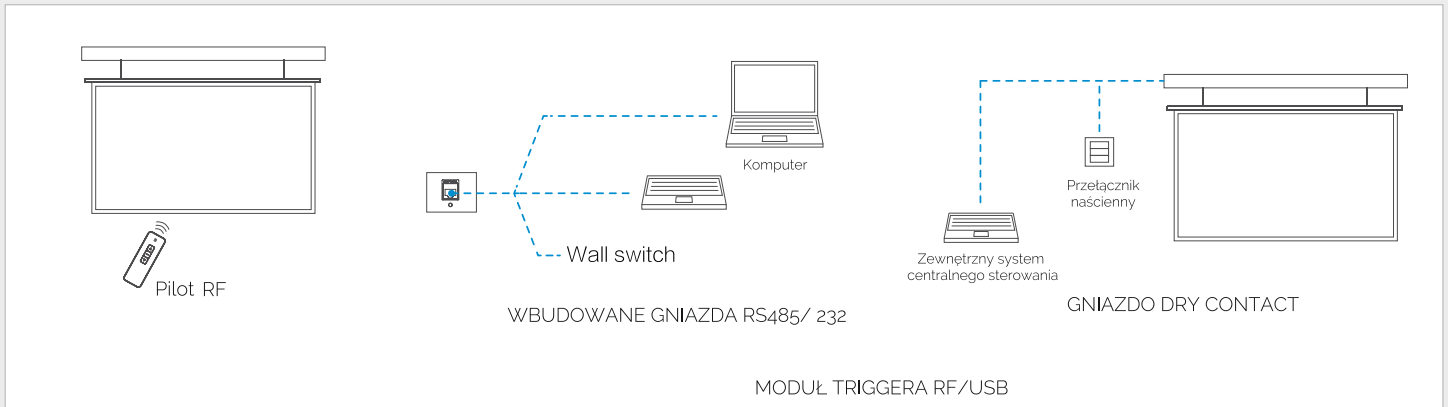 Pilot RF
Komputer
Wall switch
WBUDOWANE GNIAZDA RS485/ 232
Przełącznik
naścienny
Zewnętrzny system
centralnego sterowania
GNIAZDO DRY CONTACT
MODUŁ TRIGGERA RF/USB